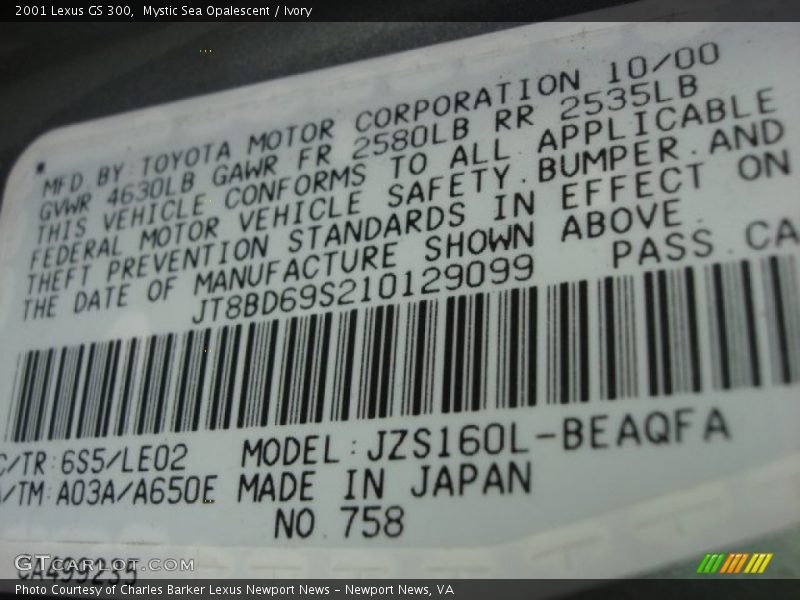 2001 Lexus GS 300, Mystic Sea Opalescent / Ivory
MFD.BY:TOYOTA MOTOR CORPORATION 10/00
GVWR 4630LB GAWR FR 2580LB RR 2535LB
THIS VEHICLE CONFORMS TO ALL APPLICABLE
FEDERAL MOTOR VEHICLE SAFETY.BUMPER.AND
THEFT PREVENTION STANDARDS IN EFFECT ON
THE DATE OF MANUFACTURE SHOWN ABOVE.
JT8BD69S210129099 PASS.CA
C/TR:6S5/LE02 MODEL:JZS160L-BEAQFA
A/TM:A03A/A650E MADE IN JAPAN
NO.758
CA499235
GTCARLOT.COM
Photo Courtesy of Charles Barker Lexus Newport News – Newport News, VA